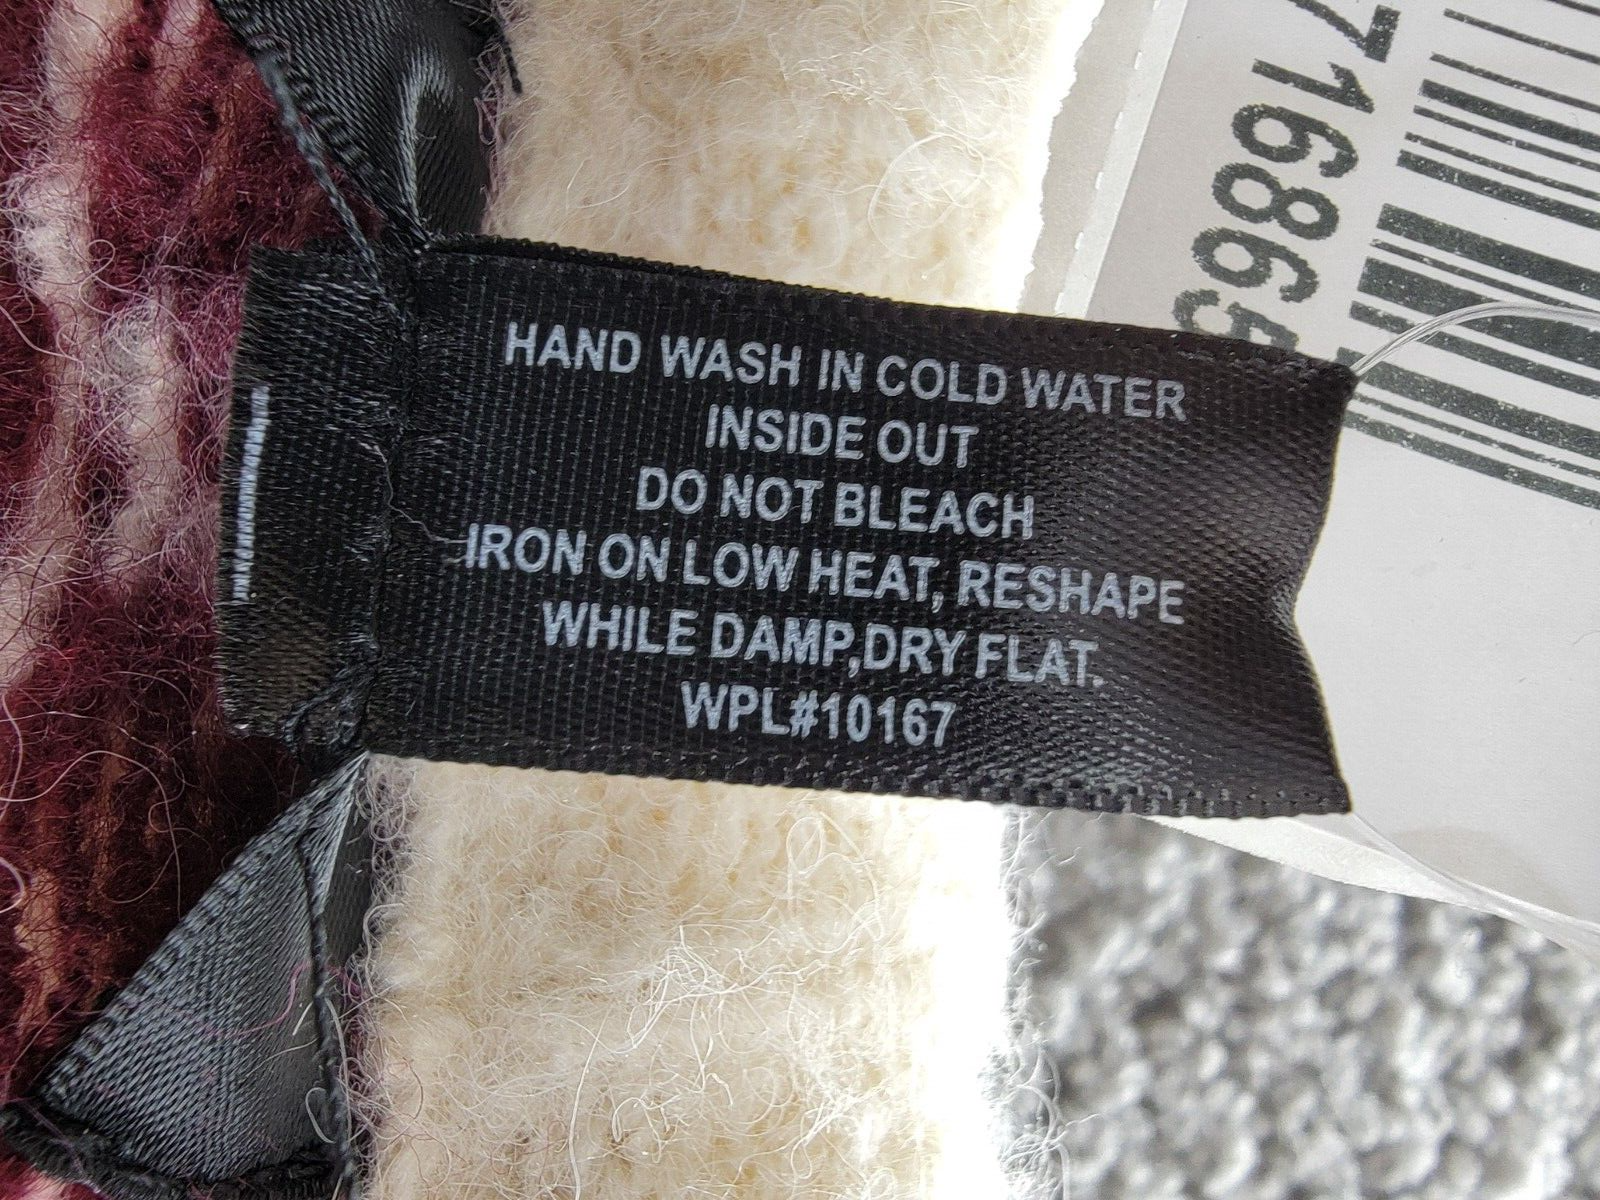 HAND WASH IN COLD WATER
INSIDE OUT
DO NOT BLEACH
IRON ON LOW HEAT, RESHAPE
WHILE DAMP,DRY FLAT.
WPL#10167
716865